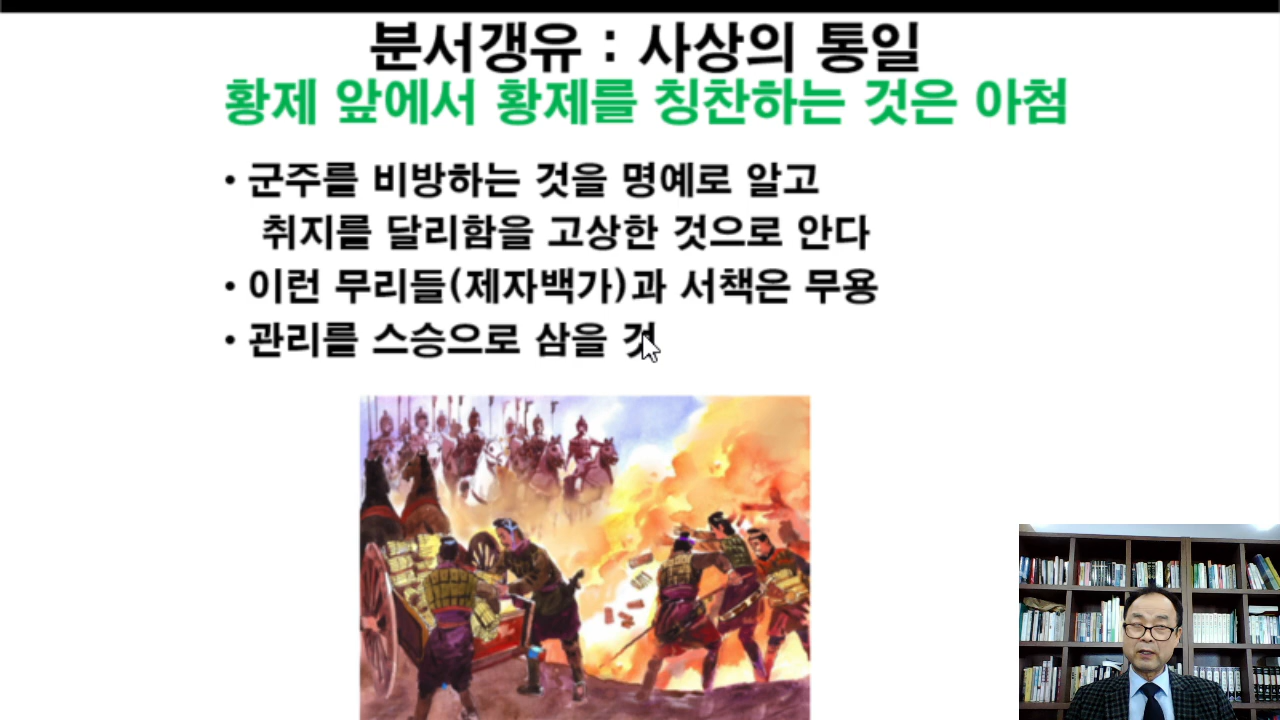 분서갱유 : 사상의 통일
황제 앞에서 황제를 칭찬하는 것은 아첨
• 군주를 비방하는 것을 명예로 알고
취지를 달리함을 고상한 것으로 안다
• 이런 무리들(제자백가)과 서책은 무용
• 관리를 스승으로 삼을 것